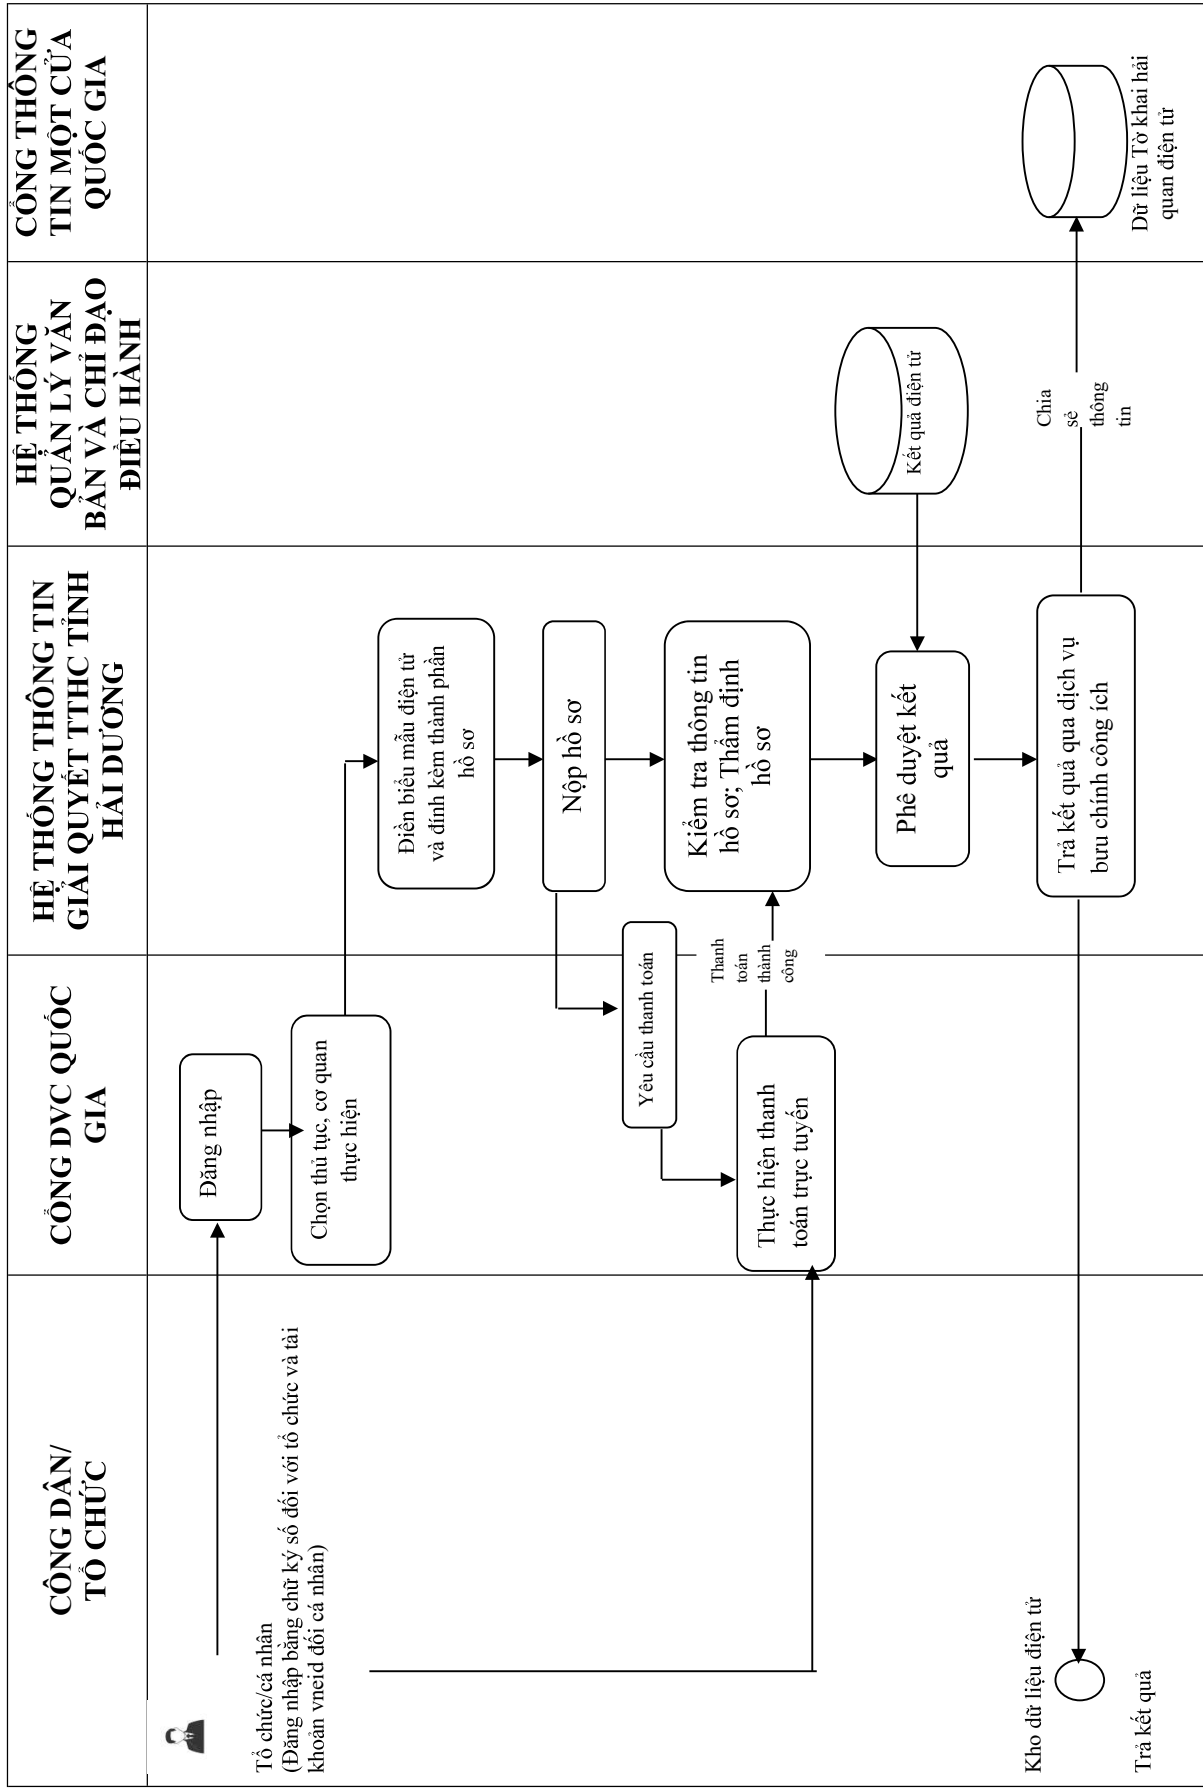 CÔNG DÂN/
TỔ CHỨC
CỔNG DVC QUỐC
GIA
HỆ THỐNG THÔNG TIN
GIẢI QUYẾT TTHC TỈNH
HẢI DƯƠNG
HỆ THỐNG
QUẢN LÝ VĂN
BẢN VÀ CHỈ ĐẠO
ĐIỀU HÀNH
CỔNG THÔNG
TIN MỘT CỬA
QUỐC GIA
Tổ chức/cá nhân
(Đăng nhập bằng chữ ký số đối với tổ chức và tài
khoản vneid đối cá nhân)
Đăng nhập
Chọn thủ tục, cơ quan
thực hiện
Điền biểu mẫu điện tử
và đính kèm thành phần
hồ sơ
Nộp hồ sơ
Yêu cầu thanh toán
Thực hiện thanh
toán trực tuyến
Thanh
toán
thành
công
Kiểm tra thông tin
hồ sơ; Thẩm định
hồ sơ
Kết quả điện tử
Phê duyệt kết
quả
Trả kết quả qua dịch vụ
bưu chính công ích
Chia
sẻ
thông
tin
Dữ liệu Tờ khai hải
quan điện tử
Kho dữ liệu điện tử
Trả kết quả